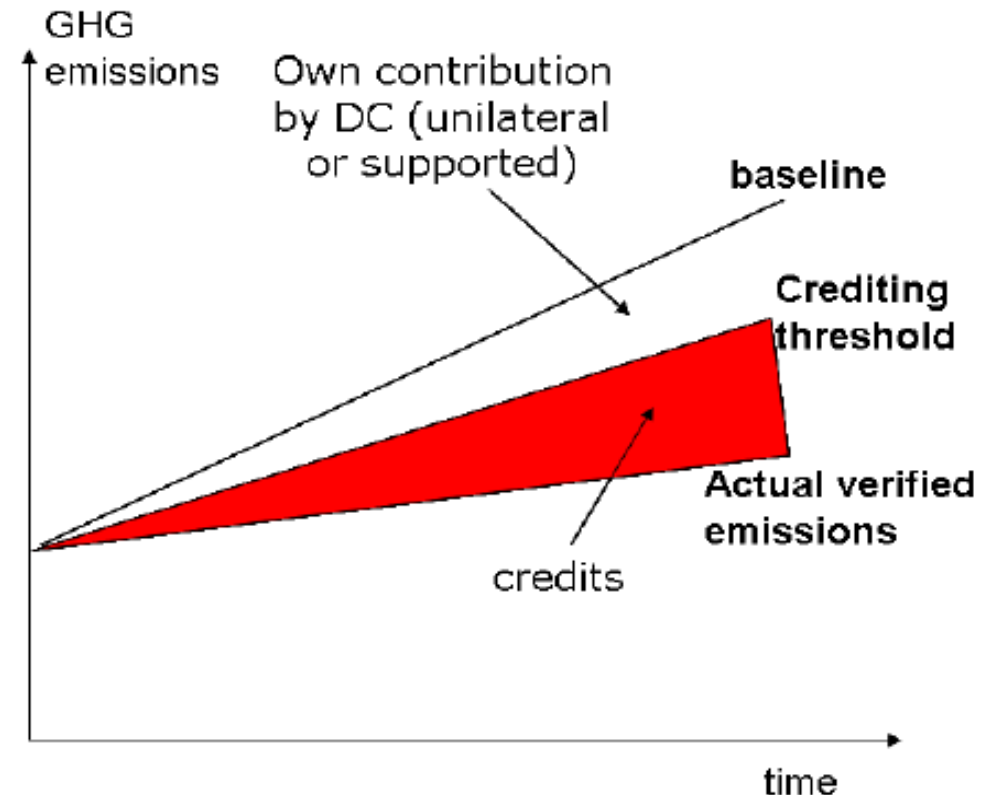 GHG
emissions
Own contribution
by DC (unilateral
or supported)
baseline
Crediting
threshold
Actual verified
emissions
credits
time